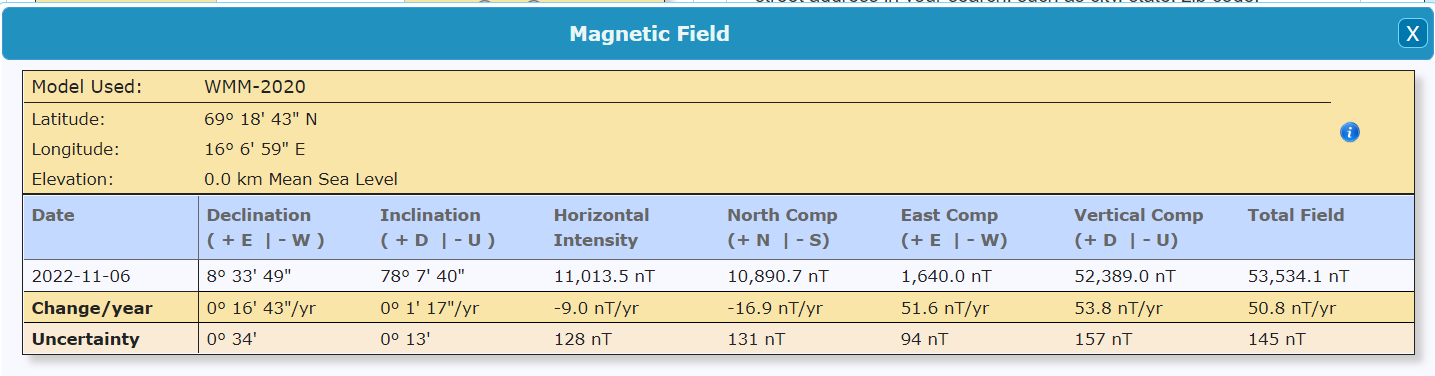 Magnetic Field
X
Model Used: WMM-2020
Latitude: 69º 18' 43" N
Longitude: 16º 6' 59" E
Elevation: 0.0 km Mean Sea Level
Date Declination Inclination Horizontal North Comp East Comp Vertical Comp Total Field
( + E | - W ) ( + D | - U ) Intensity (+ N | - S) (+ E | - W) (+ D | - U)
2022-11-06 8º 33' 49" 78º 7' 40" 11,013.5 nT 10,890.7 nT 1,640.0 nT 52,389.0 nT 53,534.1 nT
Change/year 0º 16' 43"/yr 0º 1' 17"/yr -9.0 nT/yr -16.9 nT/yr 51.6 nT/yr 53.8 nT/yr 50.8 nT/yr
Uncertainty 0º 34' 0º 13' 128 nT 131 nT 94 nT 157 nT 145 nT